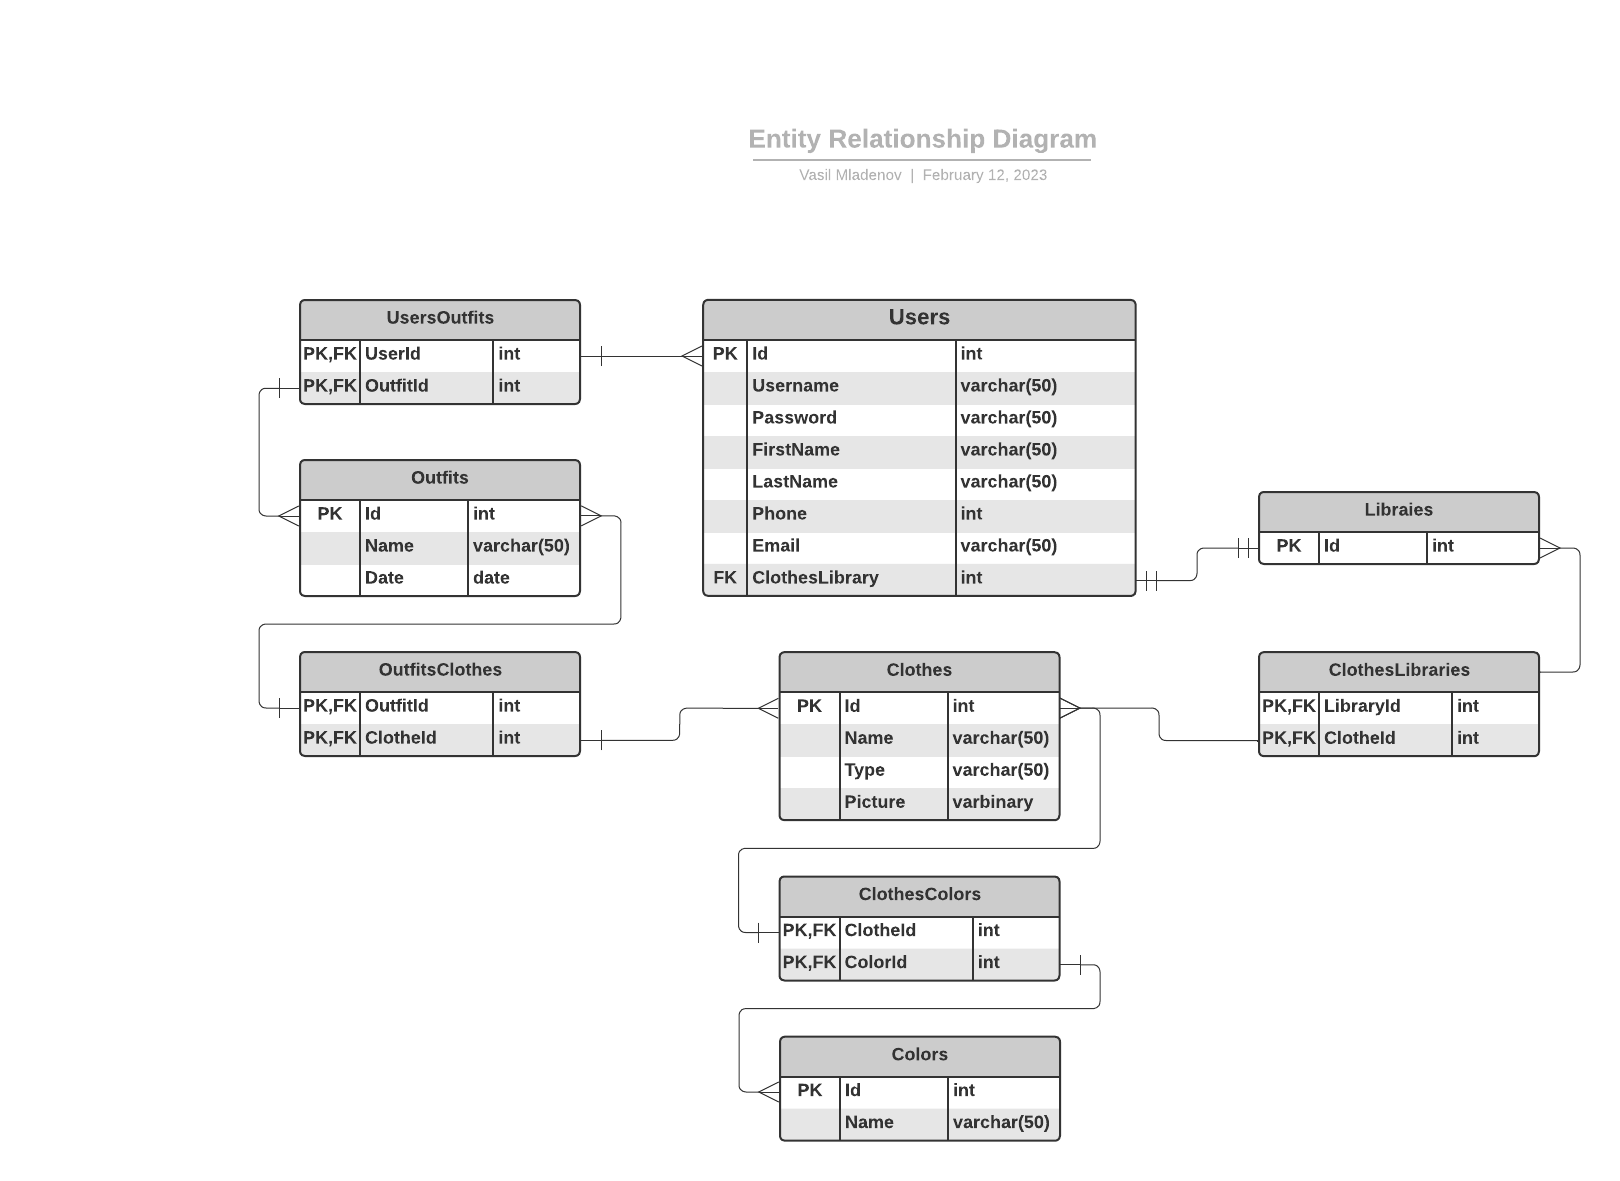 Entity Relationship Diagram
Vasil Mladenov | February 12, 2023
UsersOutfits
PK,FK UserId int
PK,FK OutfitId int
Users
PK Id int
Username varchar(50)
Password varchar(50)
FirstName varchar(50)
LastName varchar(50)
Phone int
Email varchar(50)
FK ClothesLibrary int
Outfits
PK Id int
Name varchar(50)
Date date
Libraies
PK Id int
OutfitsClothes
PK,FK OutfitId int
PK,FK ClotheId int
Clothes
PK Id int
Name varchar(50)
Type varchar(50)
Picture varbinary
ClothesLibraries
PK,FK LibraryId int
PK,FK ClotheId int
ClothesColors
PK,FK ClotheId int
PK,FK ColorId int
Colors
PK Id int
Name varchar(50)